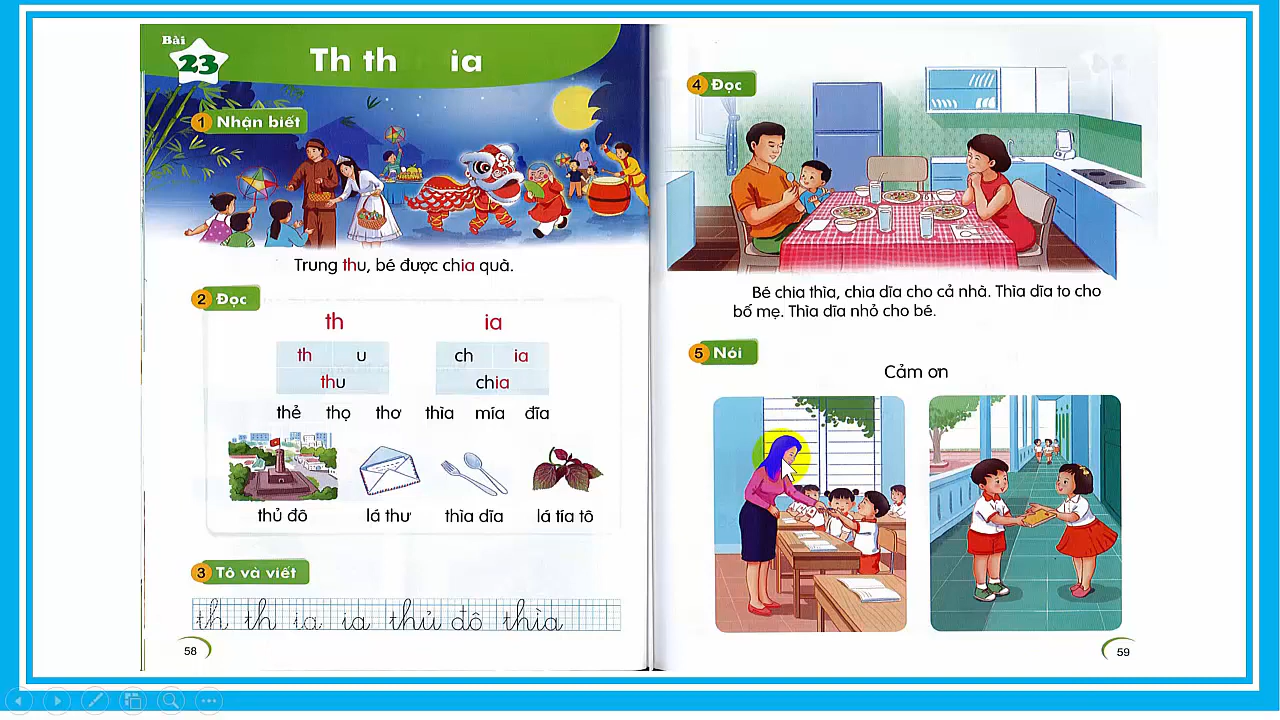 Bài
23
Th th ia
1 Nhận biết
Trung thu, bé được chia quà.
2 Đọc
th ia
th u ch ia
thu chia
thẻ thọ thơ thìa mía đĩa
thủ đô lá thư thìa dĩa lá tía tô
3 Tô và viết
th th ia ia thủ đô thìa
58
4 Đọc
Bé chia thìa, chia dĩa cho cả nhà. Thìa dĩa to cho
bố mẹ. Thìa dĩa nhỏ cho bé.
5 Nói
Cảm ơn
59